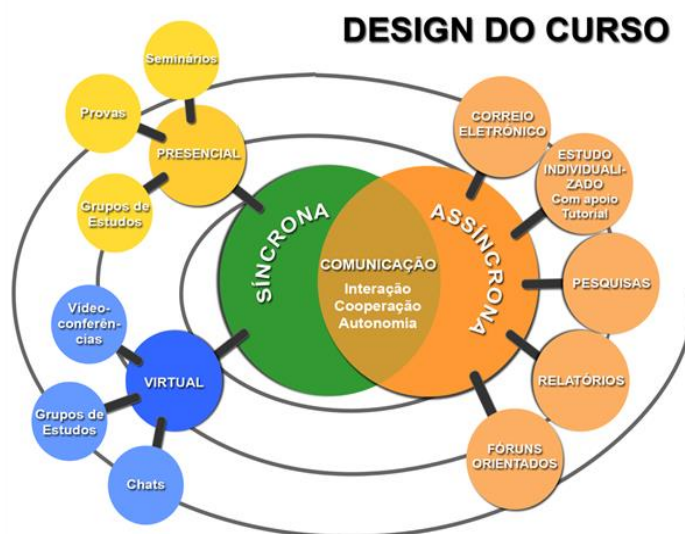 DESIGN DO CURSO
Seminários
Provas
PRESENCIAL
Grupos de
Estudos
SÍNCRONA
Vídeo-
conferên-
cias
VIRTUAL
Grupos de
Estudos
Chats
COMUNICAÇÃO
Interação
Cooperação
Autonomia
ASSÍNCRONA
CORREIO
ELETRÔNICO
ESTUDO
INDIVIDUALI-
ZADO
Com apoio
Tutorial
PESQUISAS
RELATÓRIOS
FÓRUNS
ORIENTADOS